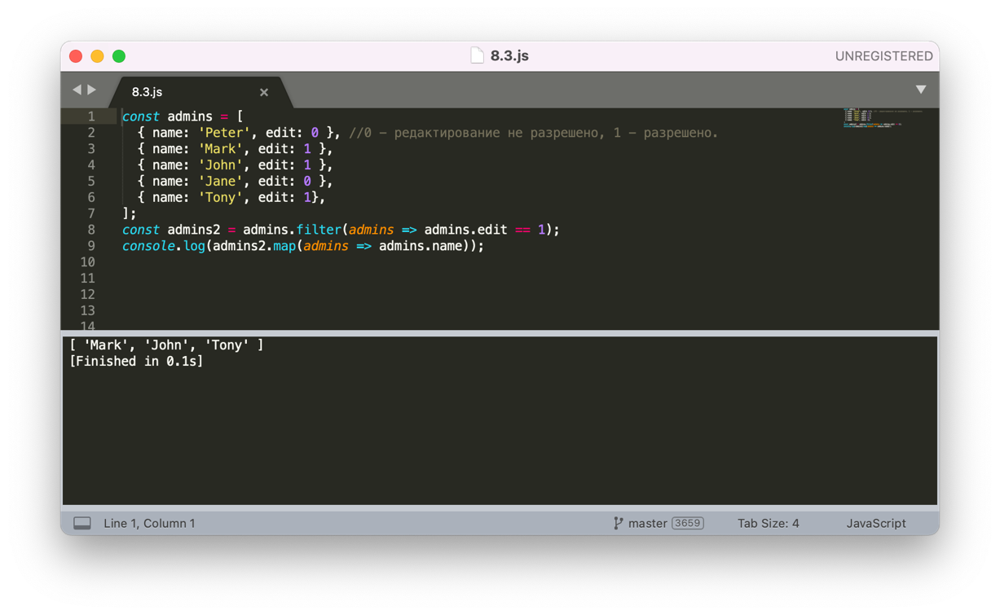 8.3.js
UNREGISTERED
8.3.js ×
1 const admins = [
2 { name: 'Peter', edit: 0 }, //0 – редактирование не разрешено, 1 – разрешено.
3 { name: 'Mark', edit: 1 },
4 { name: 'John', edit: 1 },
5 { name: 'Jane', edit: 0 },
6 { name: 'Tony', edit: 1},
7 ];
8 const admins2 = admins.filter(admins => admins.edit == 1);
9 console.log(admins2.map(admins => admins.name));
10
11
12
13
14
[ 'Mark', 'John', 'Tony' ]
[Finished in 0.1s]
Line 1, Column 1 master 3659 Tab Size: 4 JavaScript